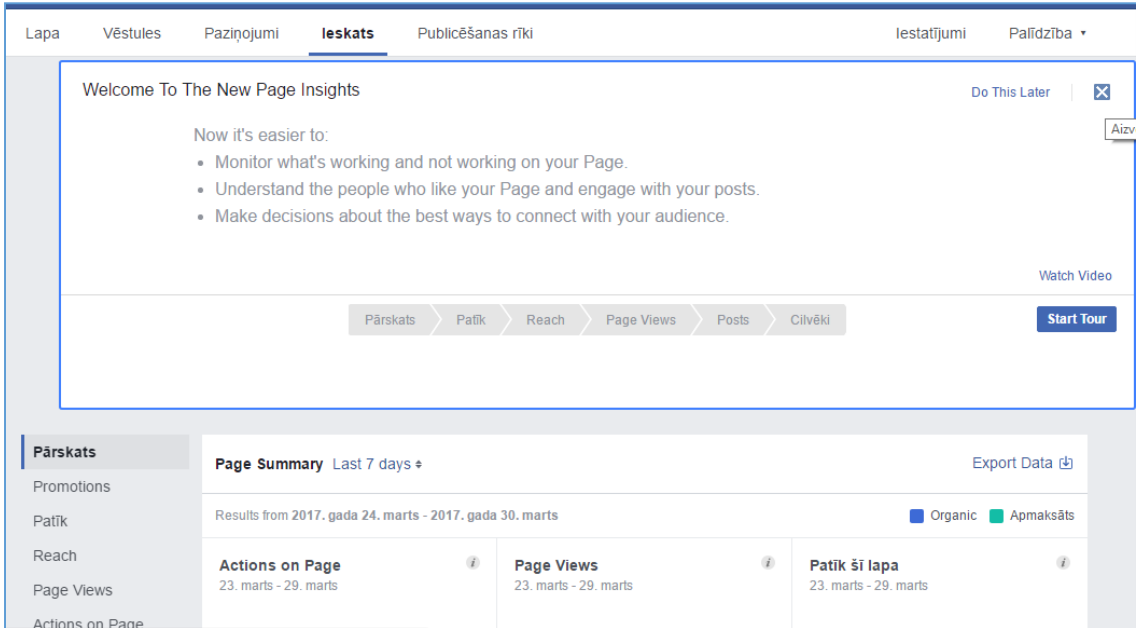 Lapa Vēstules Paziņojumi Ieskats Publicēšanas rīki Iestatījumi Palīdzība
Welcome To The New Page Insights Do This Later
Aizv
Now it's easier to:
• Monitor what's working and not working on your Page.
• Understand the people who like your Page and engage with your posts.
• Make decisions about the best ways to connect with your audience.
Watch Video
Pārskats Patīk Reach Page Views Posts Cilvēki Start Tour
Pārskats
Promotions
Patīk
Reach
Page Views
Actions on Page
Page Summary Last 7 days Export Data
Results from 2017. gada 24. marts - 2017. gada 30. marts Organic Apmaksāts
Actions on Page Page Views Patīk šī lapa
23. marts - 29. marts 23. marts - 29. marts 23. marts - 29. marts